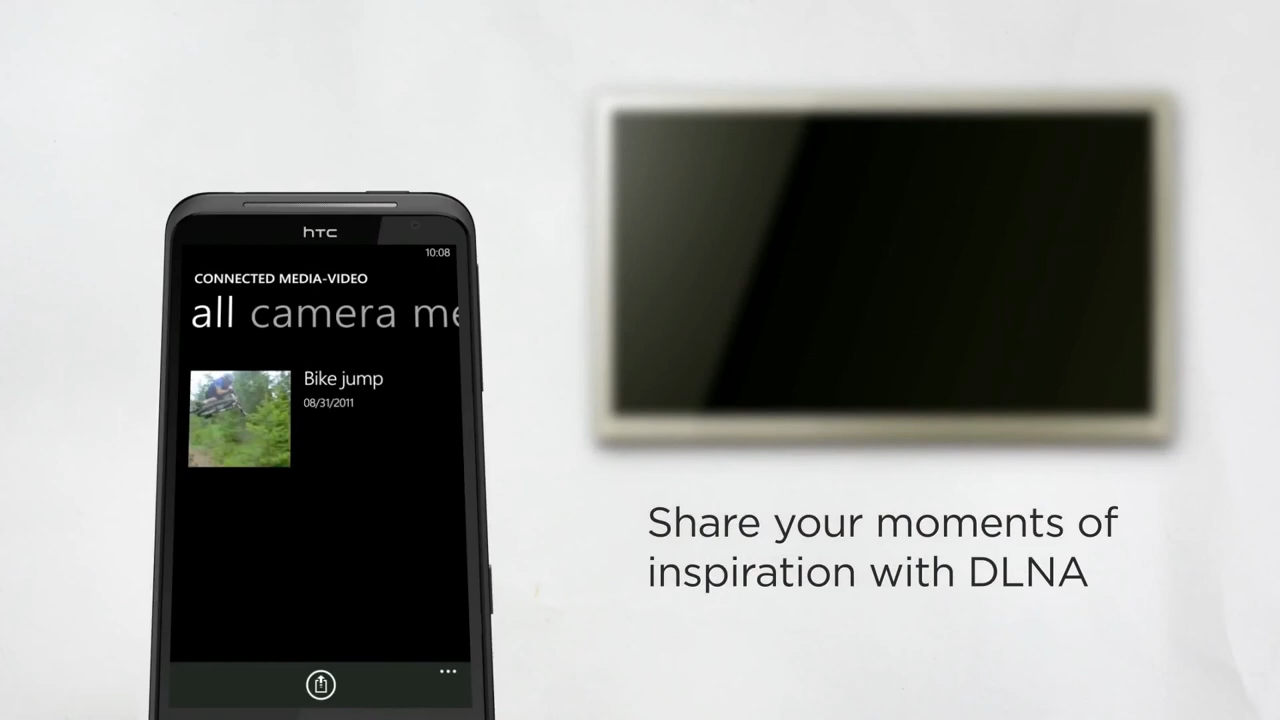 htc
10:08
CONNECTED MEDIA-VIDEO
all camera me
Bike jump
08/31/2011
Share your moments of
inspiration with DLNA